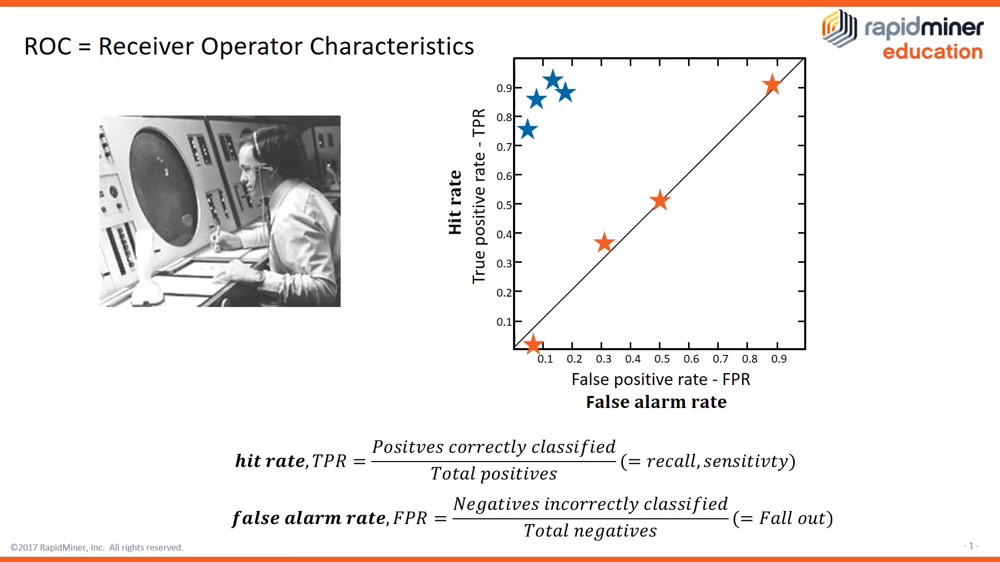 rapidminer
education
ROC = Receiver Operator Characteristics
Hit rate
True positive rate - TPR
0.9
0.8
0.7
0.6
0.5
0.4
0.3
0.2
0.1
0.1 0.2 0.3 0.4 0.5 0.6 0.7 0.8 0.9
False positive rate - FPR
False alarm rate
hit rate, TPR = Positves correctly classified / Total positives (= recall, sensitivty)
false alarm rate, FPR = Negatives incorrectly classified / Total negatives (= Fall out)
©2017 RapidMiner, Inc. All rights reserved.
- 1 -